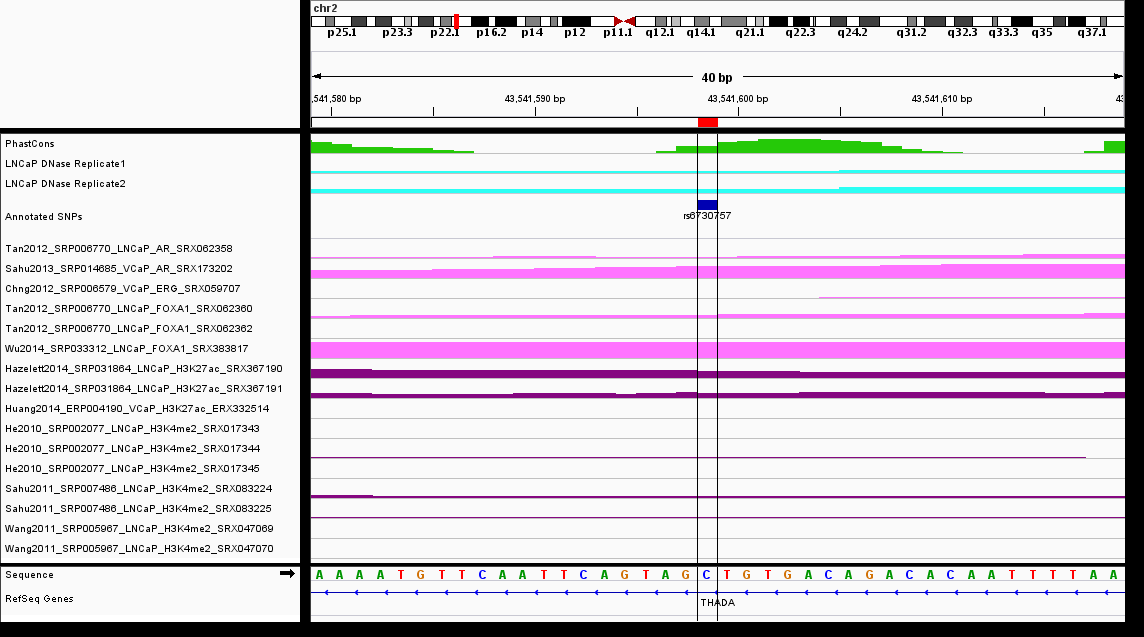 chr2
p25.1 p23.3 p22.1 p16.2 p14 p12 p11.1 q12.1 q14.1 q21.1 q22.3 q24.2 q31.2 q32.3 q33.3 q35 q37.1
40 bp
,541,580 bp 43,541,590 bp 43,541,600 bp 43,541,610 bp 43
PhastCons
LNCaP DNase Replicate1
LNCaP DNase Replicate2
Annotated SNPs
rs6730757
Tan2012_SRP006770_LNCaP_AR_SRX062358
Sahu2013_SRP014685_VCaP_AR_SRX173202
Chng2012_SRP006579_VCaP_ERG_SRX059707
Tan2012_SRP006770_LNCaP_FOXA1_SRX062360
Tan2012_SRP006770_LNCaP_FOXA1_SRX062362
Wu2014_SRP033312_LNCaP_FOXA1_SRX383817
Hazelett2014_SRP031864_LNCaP_H3K27ac_SRX367190
Hazelett2014_SRP031864_LNCaP_H3K27ac_SRX367191
Huang2014_ERP004190_VCaP_H3K27ac_ERX332514
He2010_SRP002077_LNCaP_H3K4me2_SRX017343
He2010_SRP002077_LNCaP_H3K4me2_SRX017344
He2010_SRP002077_LNCaP_H3K4me2_SRX017345
Sahu2011_SRP007486_LNCaP_H3K4me2_SRX083224
Sahu2011_SRP007486_LNCaP_H3K4me2_SRX083225
Wang2011_SRP005967_LNCaP_H3K4me2_SRX047069
Wang2011_SRP005967_LNCaP_H3K4me2_SRX047070
Sequence A A A A T G T T C A A T T C A G T A G C T G T G A C A G A C A C A A T T T T A A
RefSeq Genes
THADA